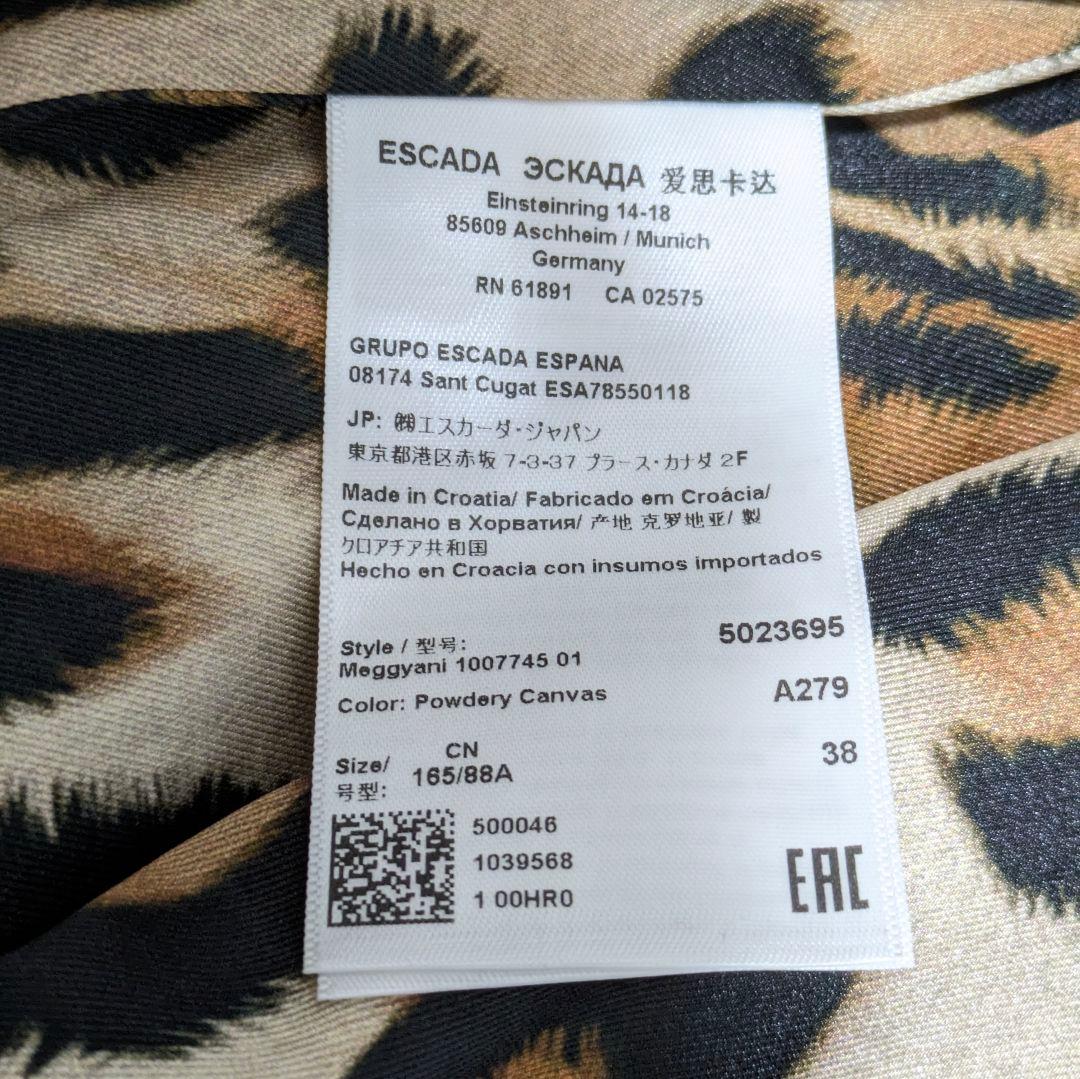 ESCADA ЭСКАДА 爱思卡达
Einsteinring 14-18
85609 Aschheim / Munich
Germany
RN 61891 CA 02575
GRUPO ESCADA ESPANA
08174 Sant Cugat ESA78550118
JP: ㈱エスカーダ・ジャパン
東京都港区赤坂 7-3-37 プラース・カナダ 2F
Made in Croatia/ Fabricado em Croácia/
Сделано в Хорватия/ 产地 克罗地亚/ 製
クロアチア共和国
Hecho en Croacia con insumos importados
Style / 型号: 5023695
Meggyani 1007745 01
Color: Powdery Canvas A279
Size/ CN 38
号型: 165/88A
500046
1039568
1 00HR0
EAC